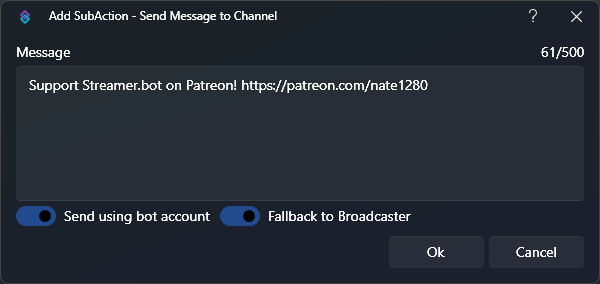 Add SubAction - Send Message to Channel
?
Message 61/500
Support Streamer.bot on Patreon! https://patreon.com/nate1280
Send using bot account Fallback to Broadcaster
Ok Cancel